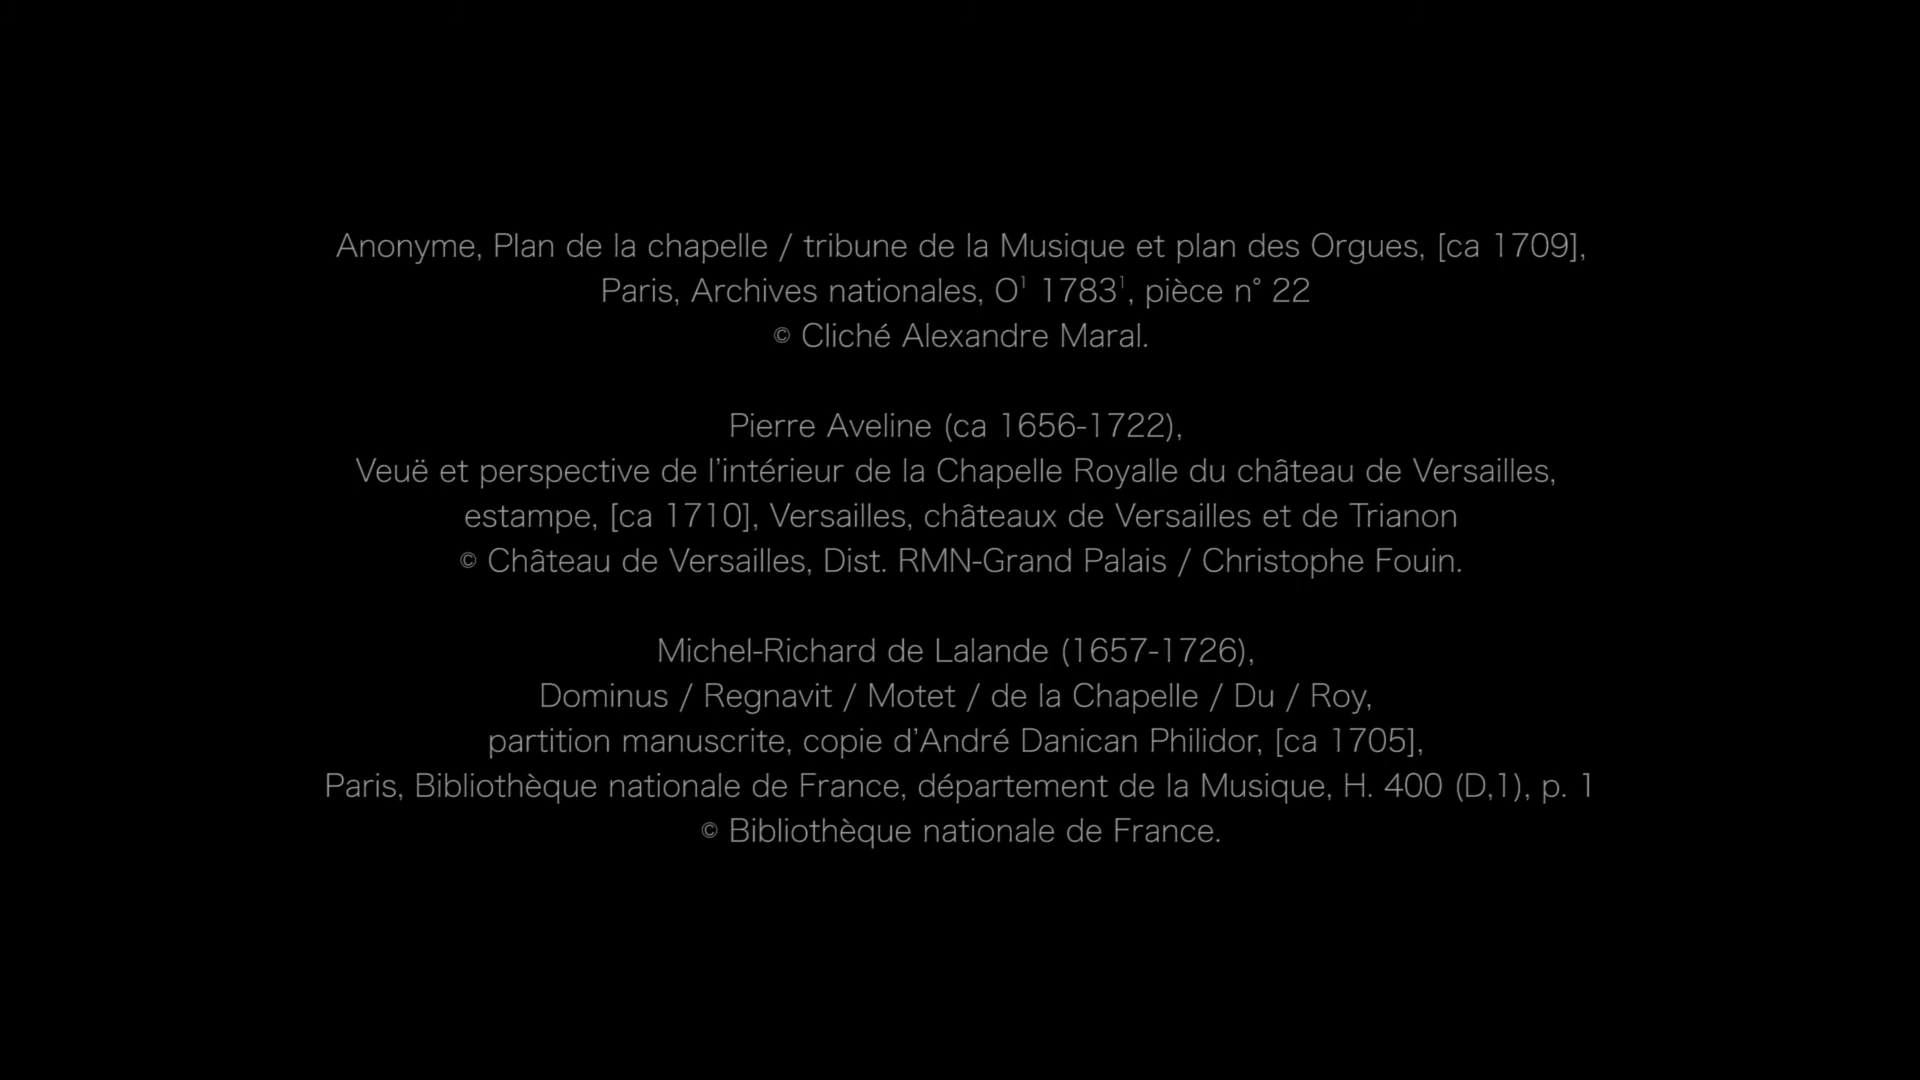 Anonyme, Plan de la chapelle / tribune de la Musique et plan des Orgues, [ca 1709],
Paris, Archives nationales, O¹ 1783¹, pièce n° 22
© Cliché Alexandre Maral.
Pierre Aveline (ca 1656-1722),
Veuë et perspective de l’intérieur de la Chapelle Royalle du château de Versailles,
estampe, [ca 1710], Versailles, châteaux de Versailles et de Trianon
© Château de Versailles, Dist. RMN-Grand Palais / Christophe Fouin.
Michel-Richard de Lalande (1657-1726),
Dominus / Regnavit / Motet / de la Chapelle / Du / Roy,
partition manuscrite, copie d’André Danican Philidor, [ca 1705],
Paris, Bibliothèque nationale de France, département de la Musique, H. 400 (D,1), p. 1
© Bibliothèque nationale de France.